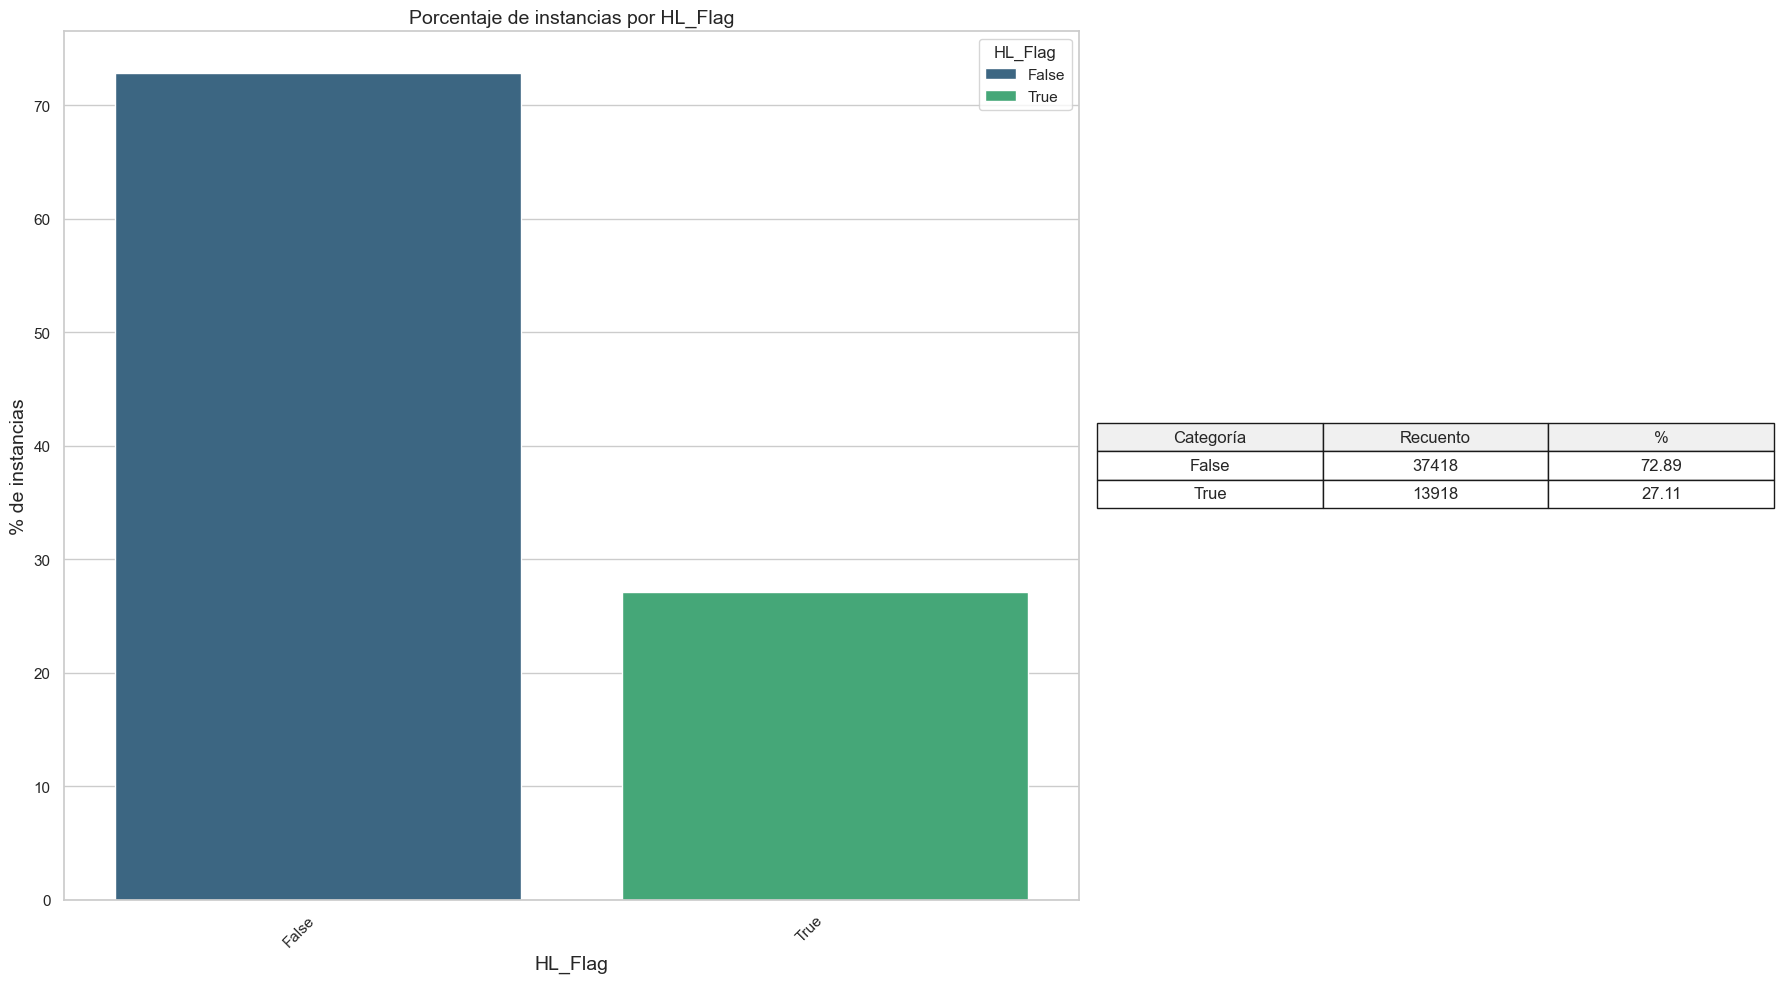 Porcentaje de instancias por HL_Flag
HL_Flag
False
True
70
60
50
40
30
20
10
0
% de instancias
False
True
HL_Flag
Categoría Recuento %
False 37418 72.89
True 13918 27.11